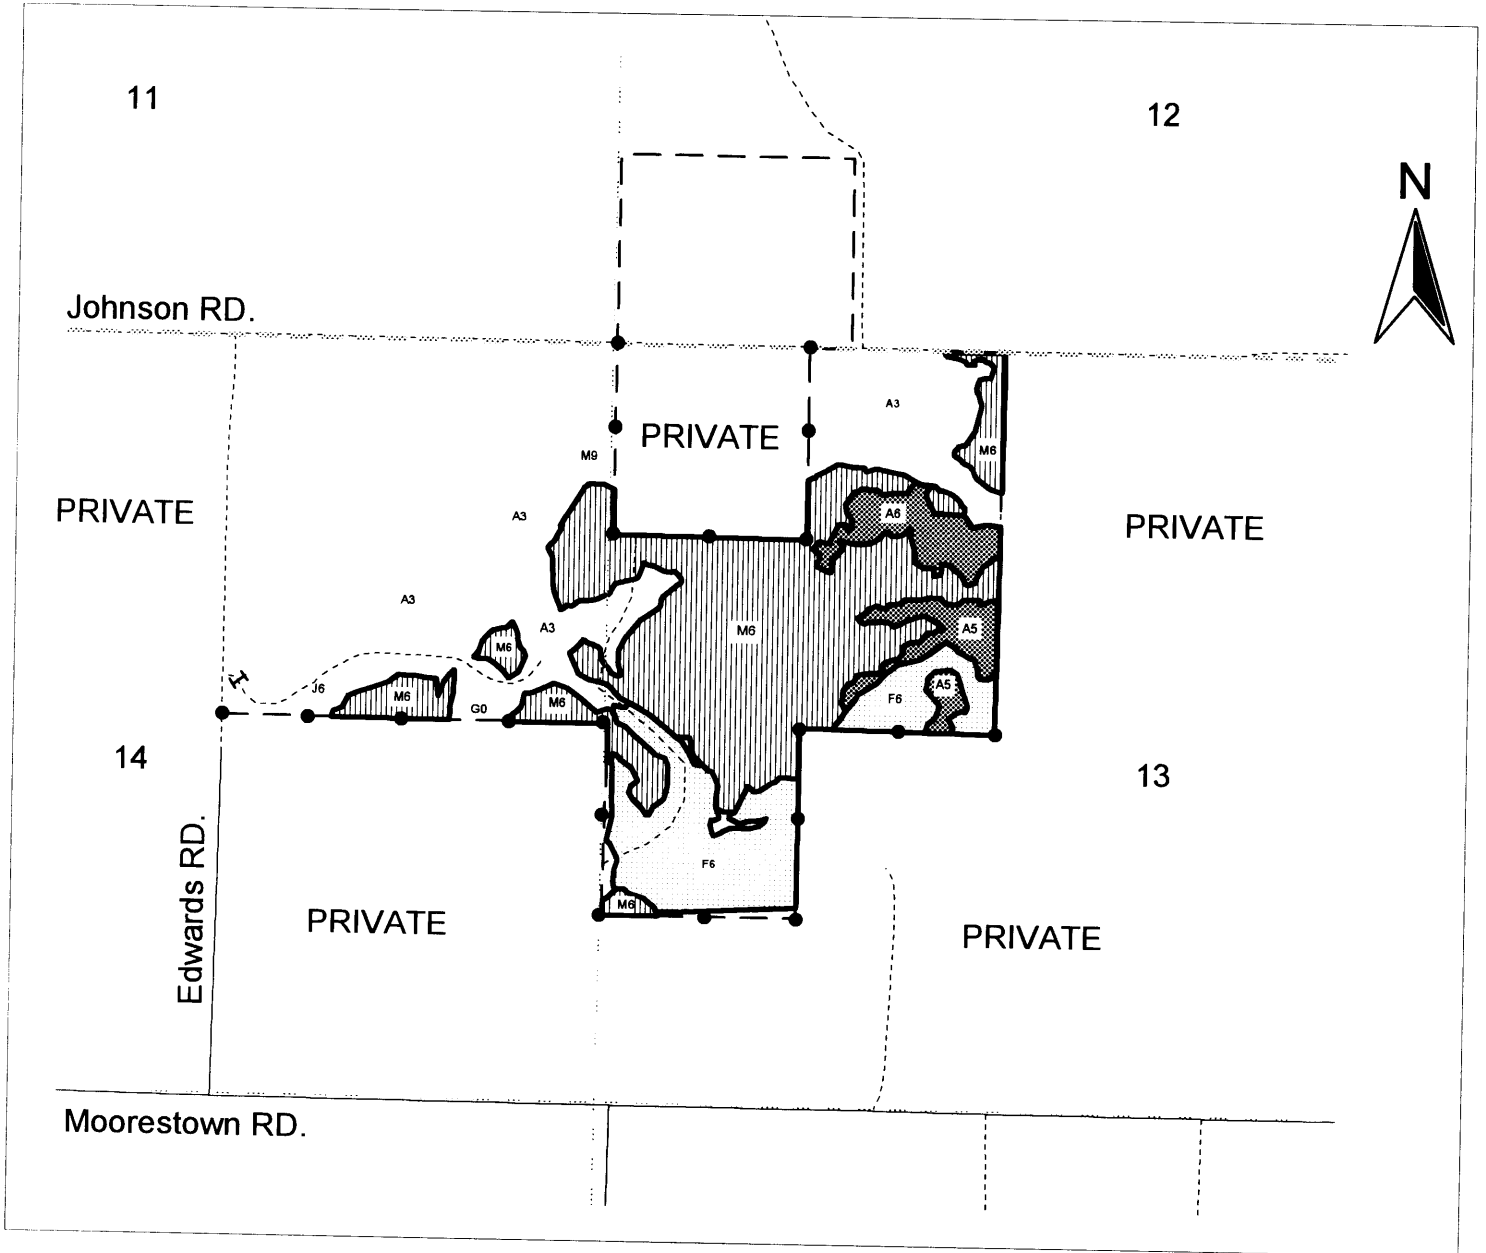 11
12
N
Johnson RD.
A3
PRIVATE
M9
M6
PRIVATE
A3
A6
PRIVATE
A3
A3
M6
A5
M6
J6
M6
M6
G0
F6
A5
14
13
Edwards RD.
F6
M6
PRIVATE
PRIVATE
Moorestown RD.